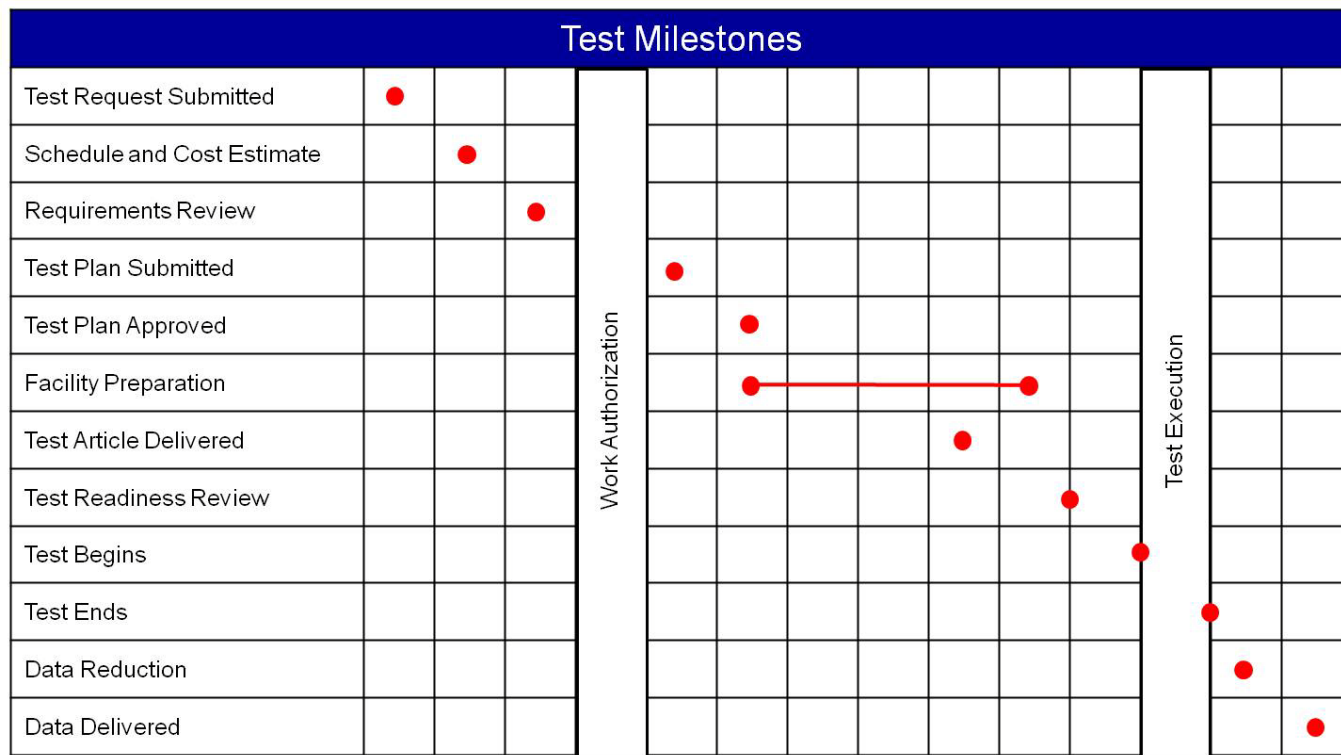 Test Milestones
Test Request Submitted
Schedule and Cost Estimate
Requirements Review
Test Plan Submitted
Test Plan Approved
Facility Preparation
Test Article Delivered
Test Readiness Review
Test Begins
Test Ends
Data Reduction
Data Delivered
Work Authorization
Test Execution